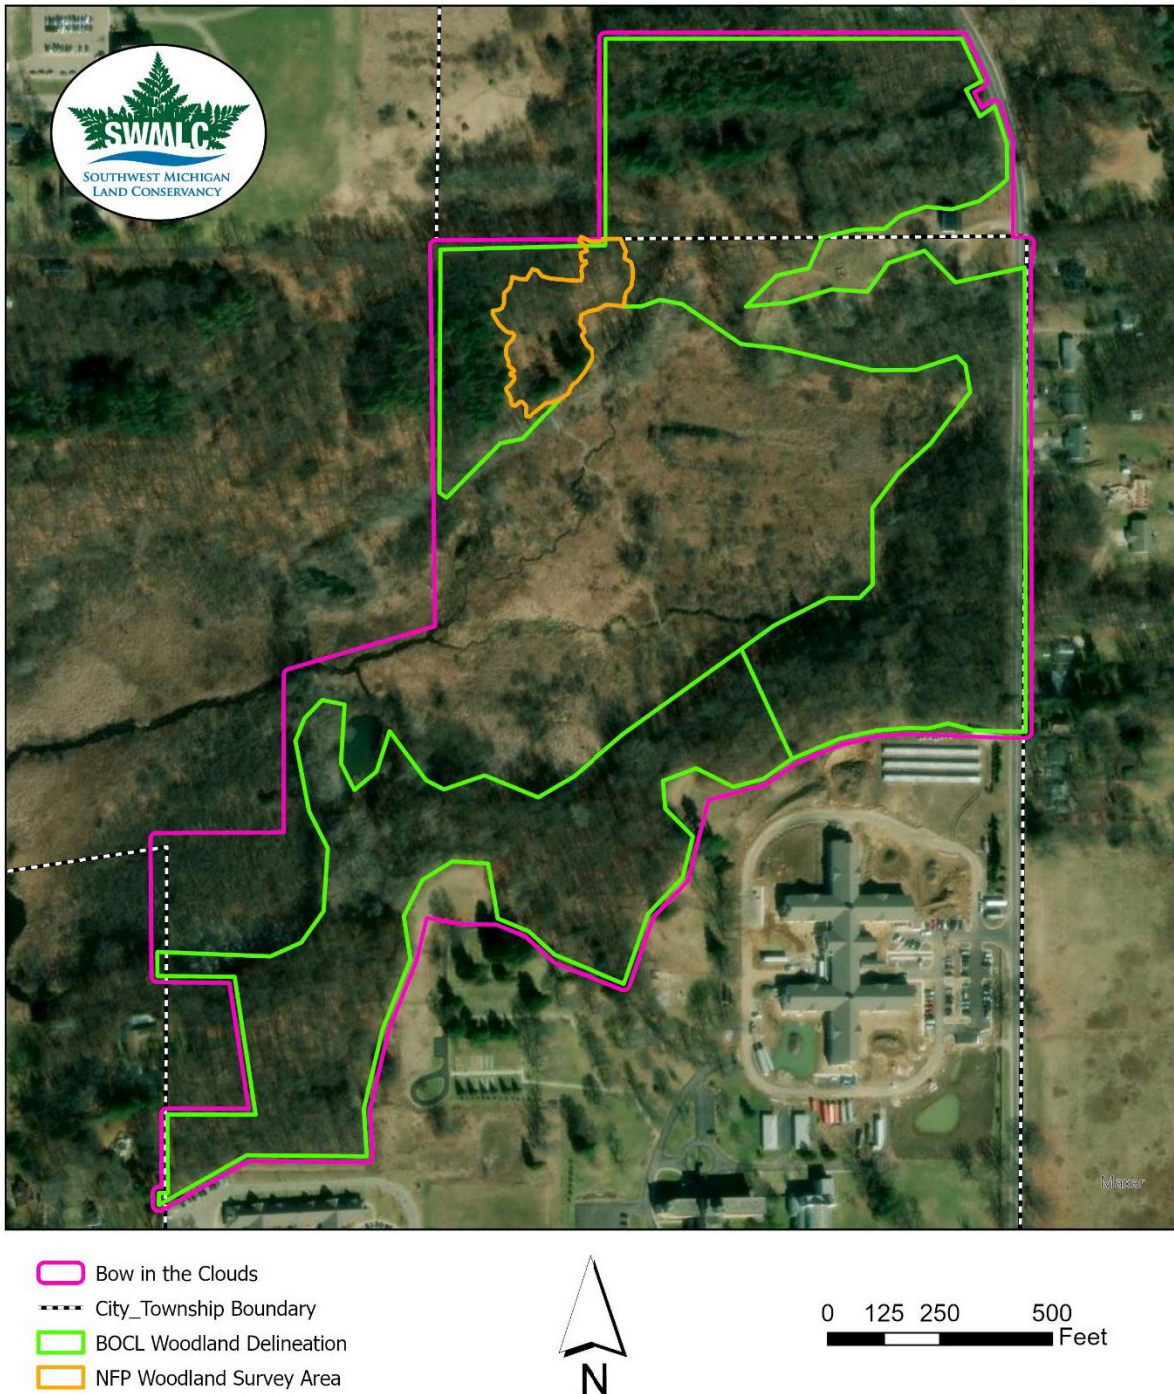 SWMLC
SOUTHWEST MICHIGAN
LAND CONSERVANCY
Maxar
Bow in the Clouds
City_Township Boundary
BOCL Woodland Delineation
NFP Woodland Survey Area
N
0 125 250 500
Feet